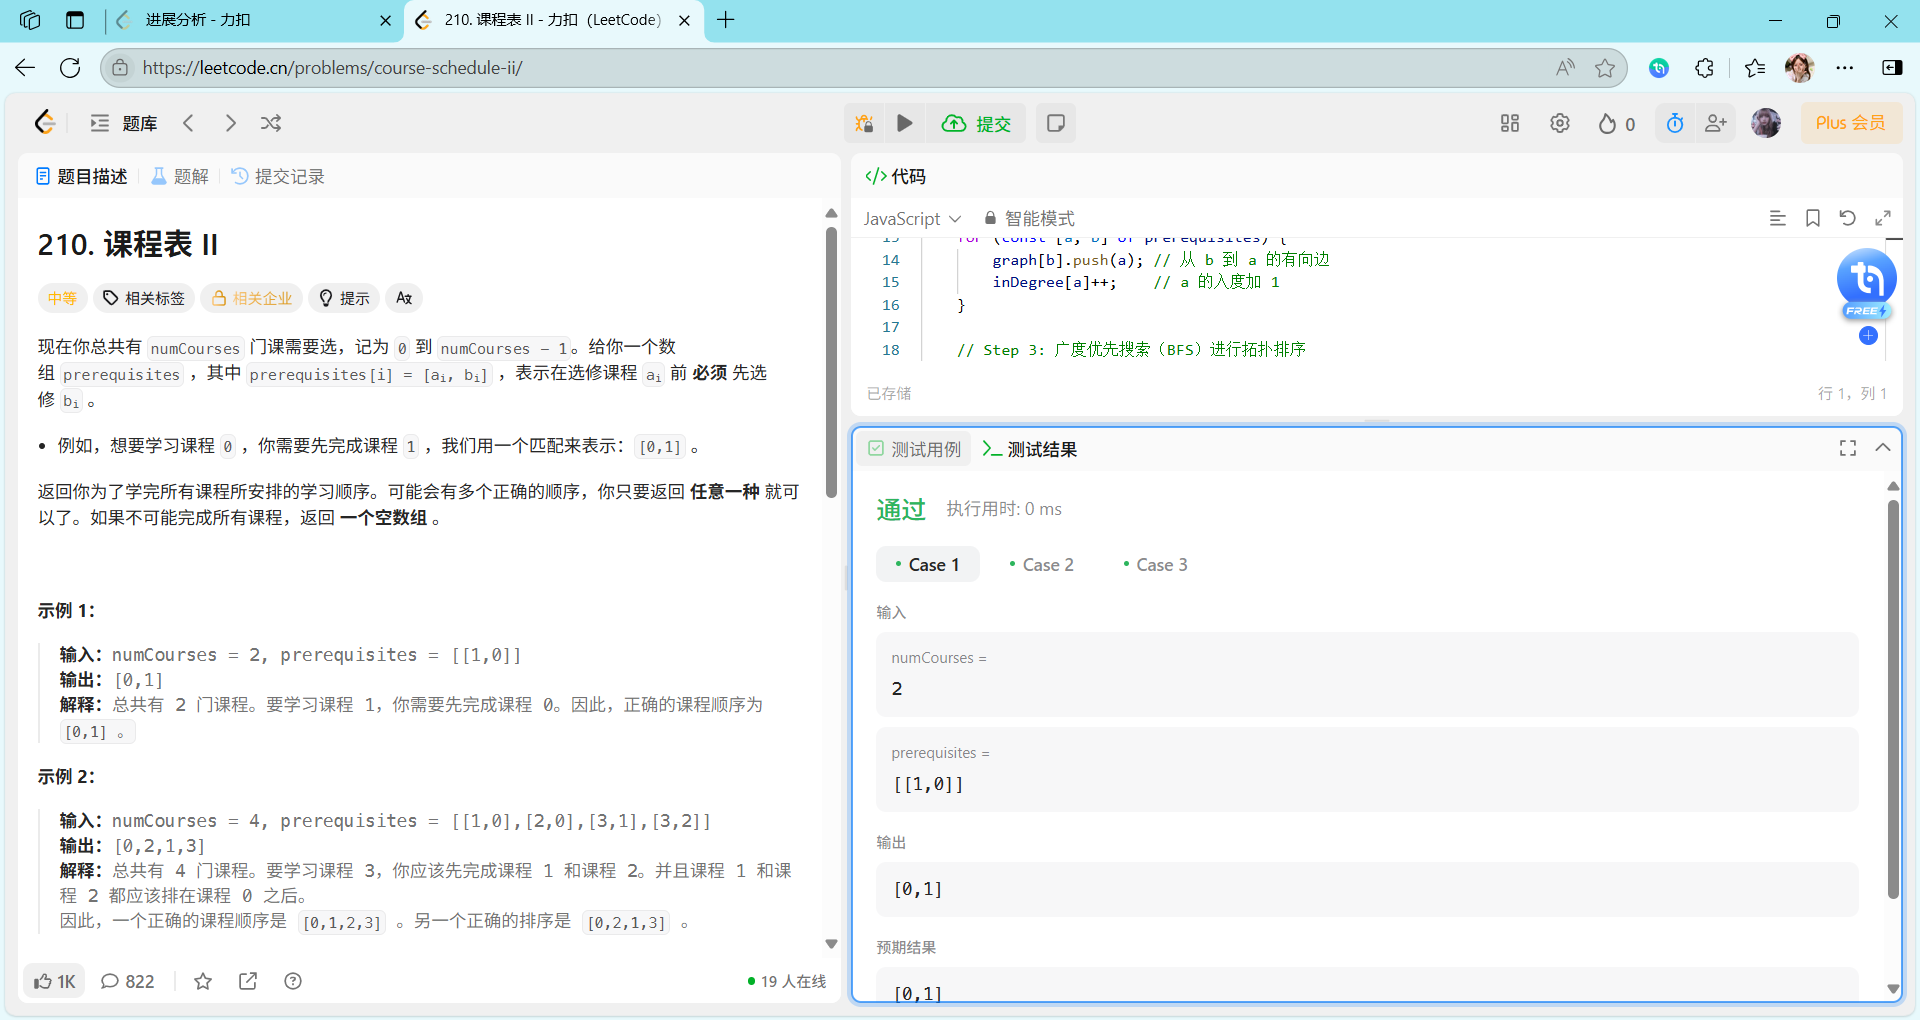 进展分析 - 力扣
210. 课程表 II - 力扣（LeetCode）
https://leetcode.cn/problems/course-schedule-ii/
题库
提交
0
Plus 会员
题目描述
题解
提交记录
210. 课程表 II
中等
相关标签
相关企业
提示
现在你总共有 numCourses 门课需要选，记为 0 到 numCourses - 1。给你一个数
组 prerequisites ，其中 prerequisites[i] = [ai, bi] ，表示在选修课程 ai 前 必须 先选
修 bi 。
• 例如，想要学习课程 0 ，你需要先完成课程 1 ，我们用一个匹配来表示：[0,1] 。
返回你为了学完所有课程所安排的学习顺序。可能会有多个正确的顺序，你只要返回 任意一种 就可
以了。如果不可能完成所有课程，返回 一个空数组 。
示例 1：
输入：numCourses = 2, prerequisites = [[1,0]]
输出：[0,1]
解释：总共有 2 门课程。要学习课程 1，你需要先完成课程 0。因此，正确的课程顺序为
[0,1] 。
示例 2：
输入：numCourses = 4, prerequisites = [[1,0],[2,0],[3,1],[3,2]]
输出：[0,2,1,3]
解释：总共有 4 门课程。要学习课程 3，你应该先完成课程 1 和课程 2。并且课程 1 和课
程 2 都应该排在课程 0 之后。
因此，一个正确的课程顺序是 [0,1,2,3] 。另一个正确的排序是 [0,2,1,3] 。
1K
822
19 人在线
</> 代码
JavaScript
智能模式
for (const [a, b] of prerequisites) {
14 graph[b].push(a); // 从 b 到 a 的有向边
15 inDegree[a]++; // a 的入度加 1
16 }
17
18 // Step 3: 广度优先搜索（BFS）进行拓扑排序
FREE
已存储
行 1，列 1
测试用例
测试结果
通过
执行用时: 0 ms
• Case 1
• Case 2
• Case 3
输入
numCourses =
2
prerequisites =
[[1,0]]
输出
[0,1]
预期结果
[0,1]